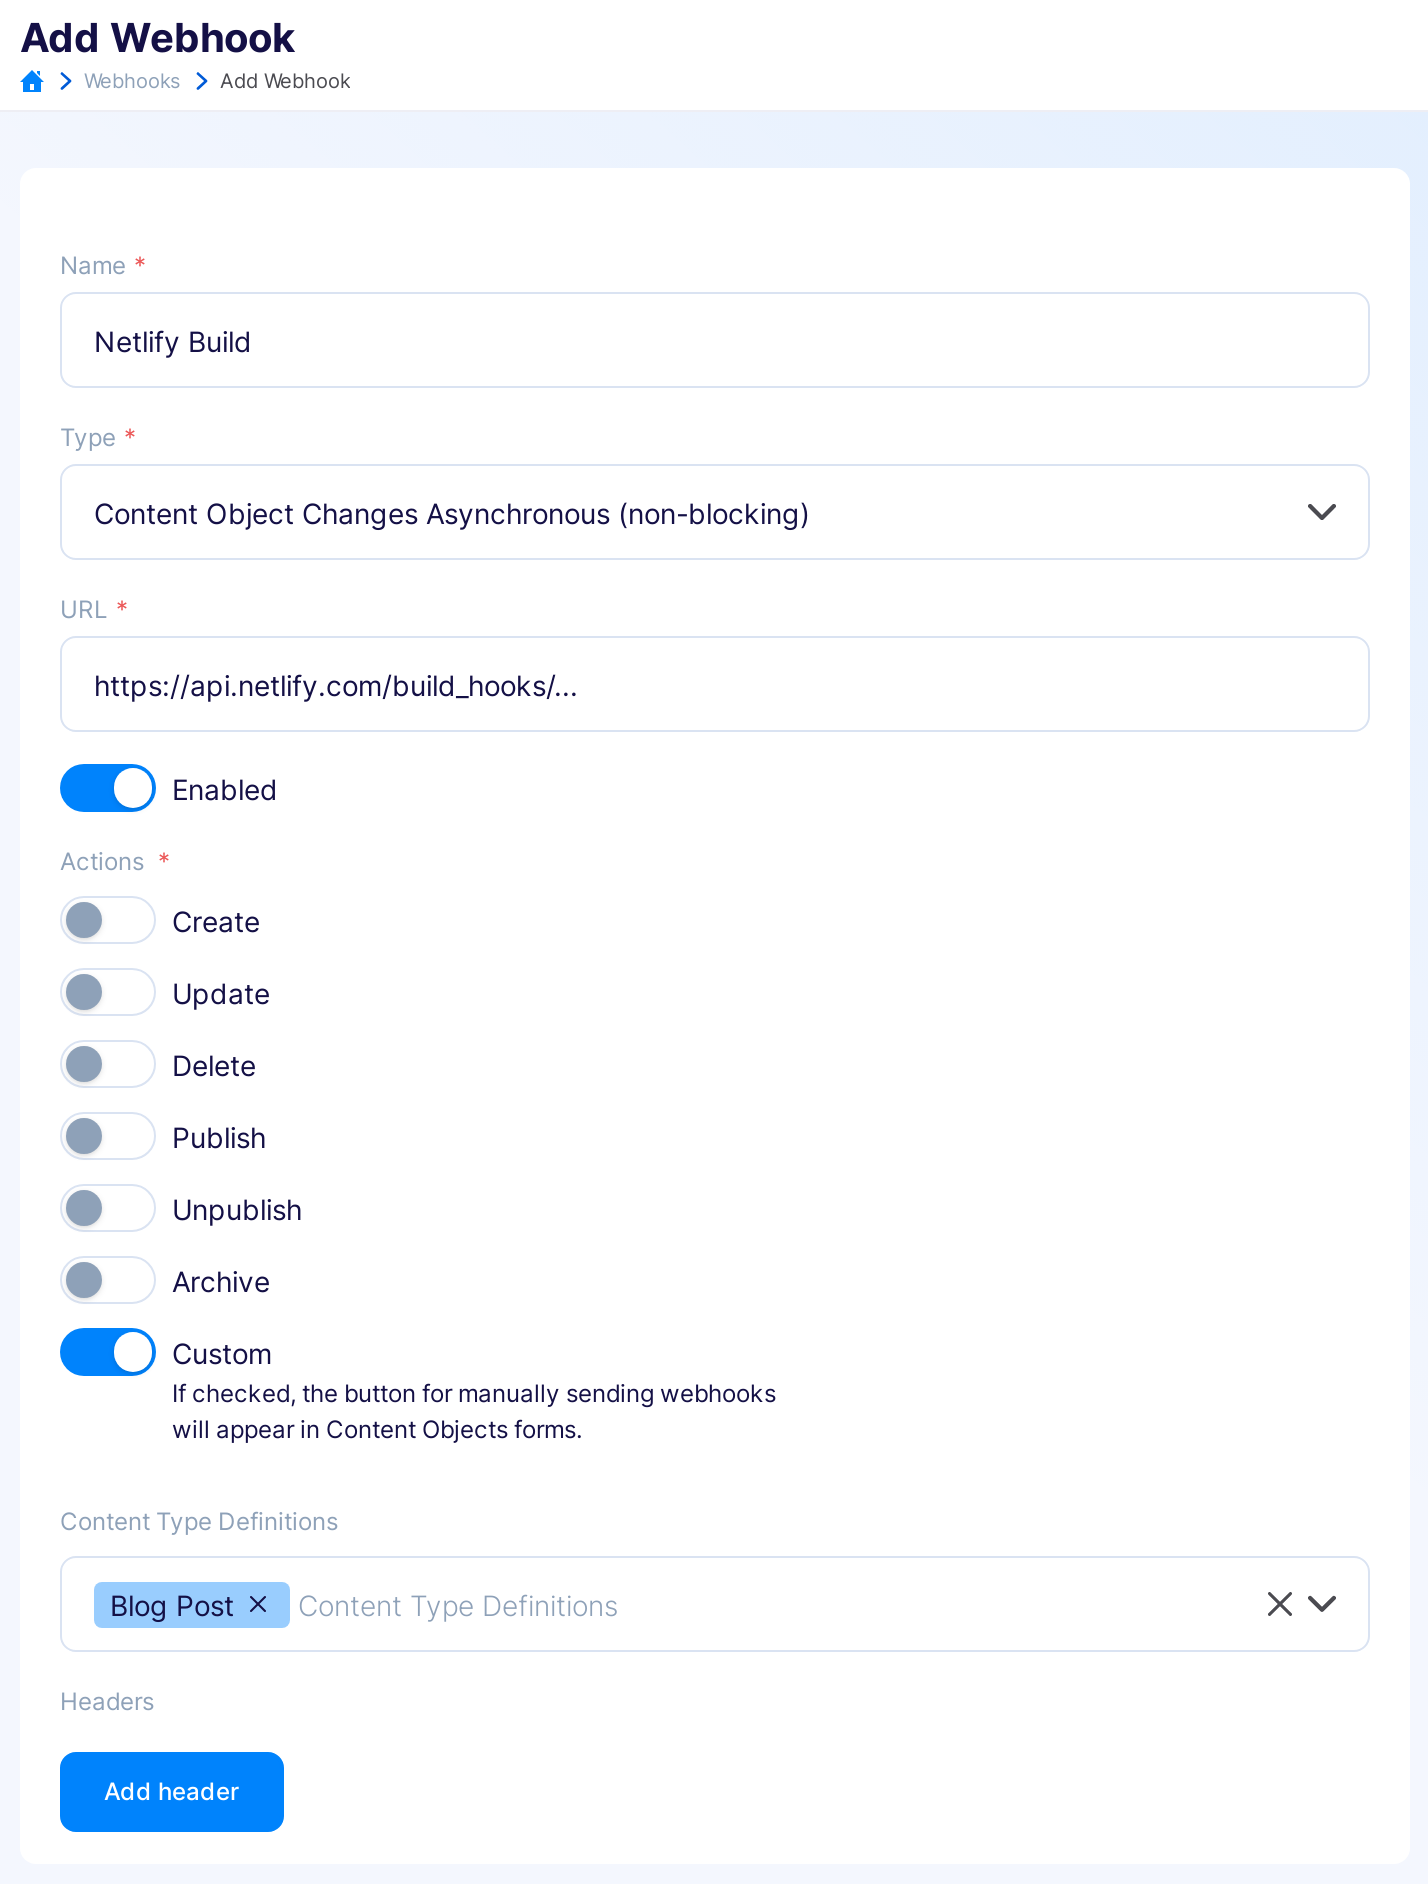 Add Webhook
Webhooks Add Webhook
Name *
Netlify Build
Type *
Content Object Changes Asynchronous (non-blocking)
URL *
https://api.netlify.com/build_hooks/...
Enabled
Actions *
Create
Update
Delete
Publish
Unpublish
Archive
Custom
If checked, the button for manually sending webhooks
will appear in Content Objects forms.
Content Type Definitions
Blog Post Content Type Definitions
Headers
Add header